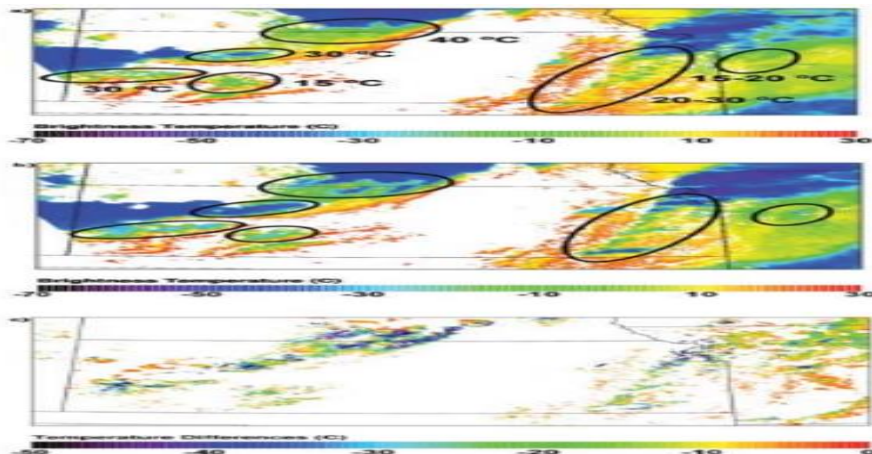 a)
40 °C
30 °C
30 °C
15 °C
15-20 °C
20-30 °C
Brightness Temperature (C)
-70 -50 -30 -10 10 30
b)
Brightness Temperature (C)
-70 -50 -30 -10 10 30
c)
Temperature Differences (C)
-50 -40 -30 -20 -10 0